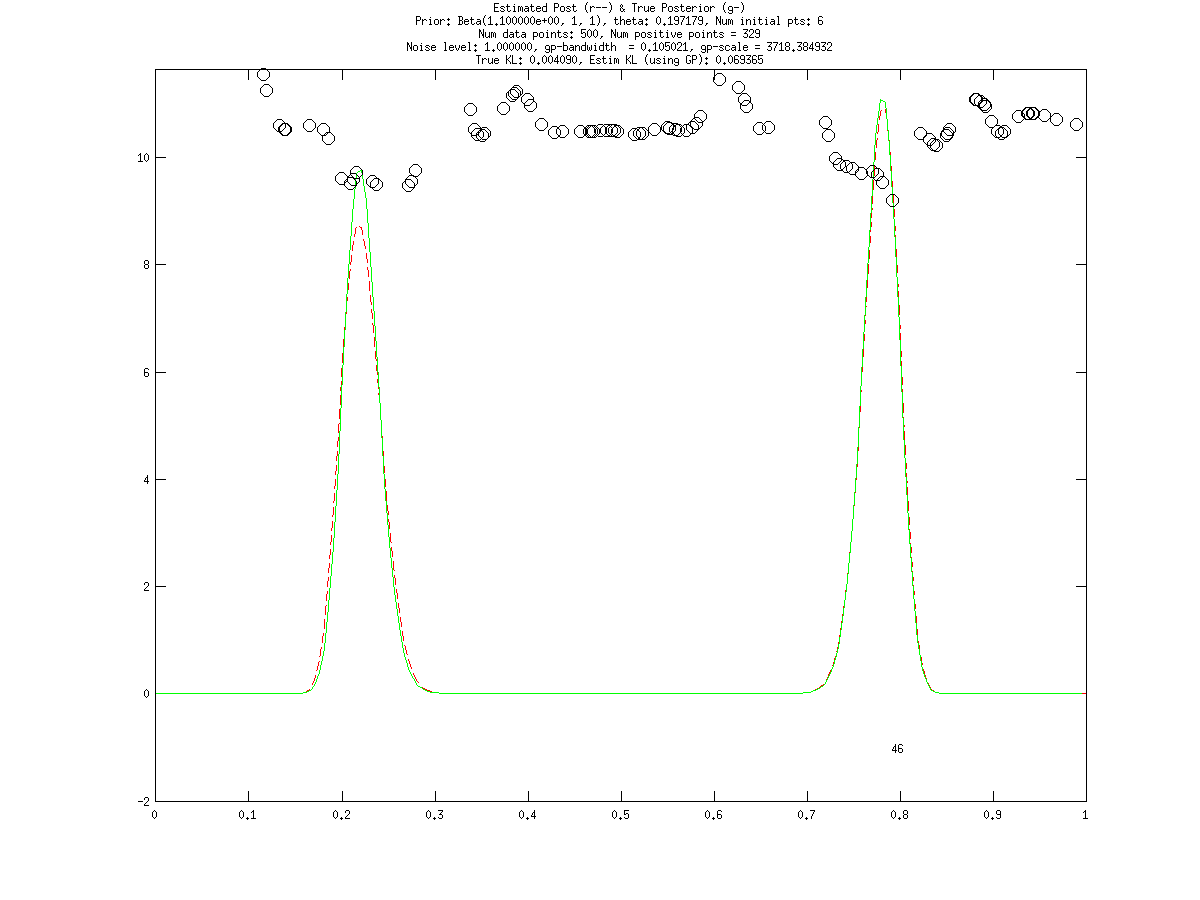 Estimated Post (r--) & True Posterior (g-)
Prior: Beta(1.100000e+00, 1, 1), theta: 0.197179, Num initial pts: 6
Num data points: 500, Num positive points = 329
Noise level: 1.000000, gp-bandwidth  = 0.105021, gp-scale = 3718.384932
True KL: 0.004090, Estim KL (using GP): 0.069365
10
8
6
4
2
0
46
-2
0 0.1 0.2 0.3 0.4 0.5 0.6 0.7 0.8 0.9 1